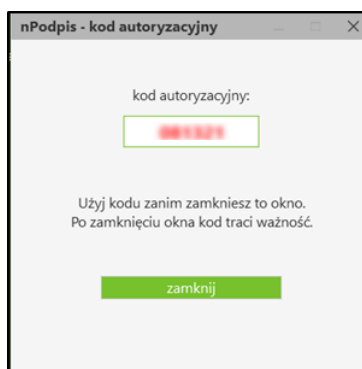 nPodpis - kod autoryzacyjny
kod autoryzacyjny:
Użyj kodu zanim zamkniesz to okno.
Po zamknięciu okna kod traci ważność.
zamknij